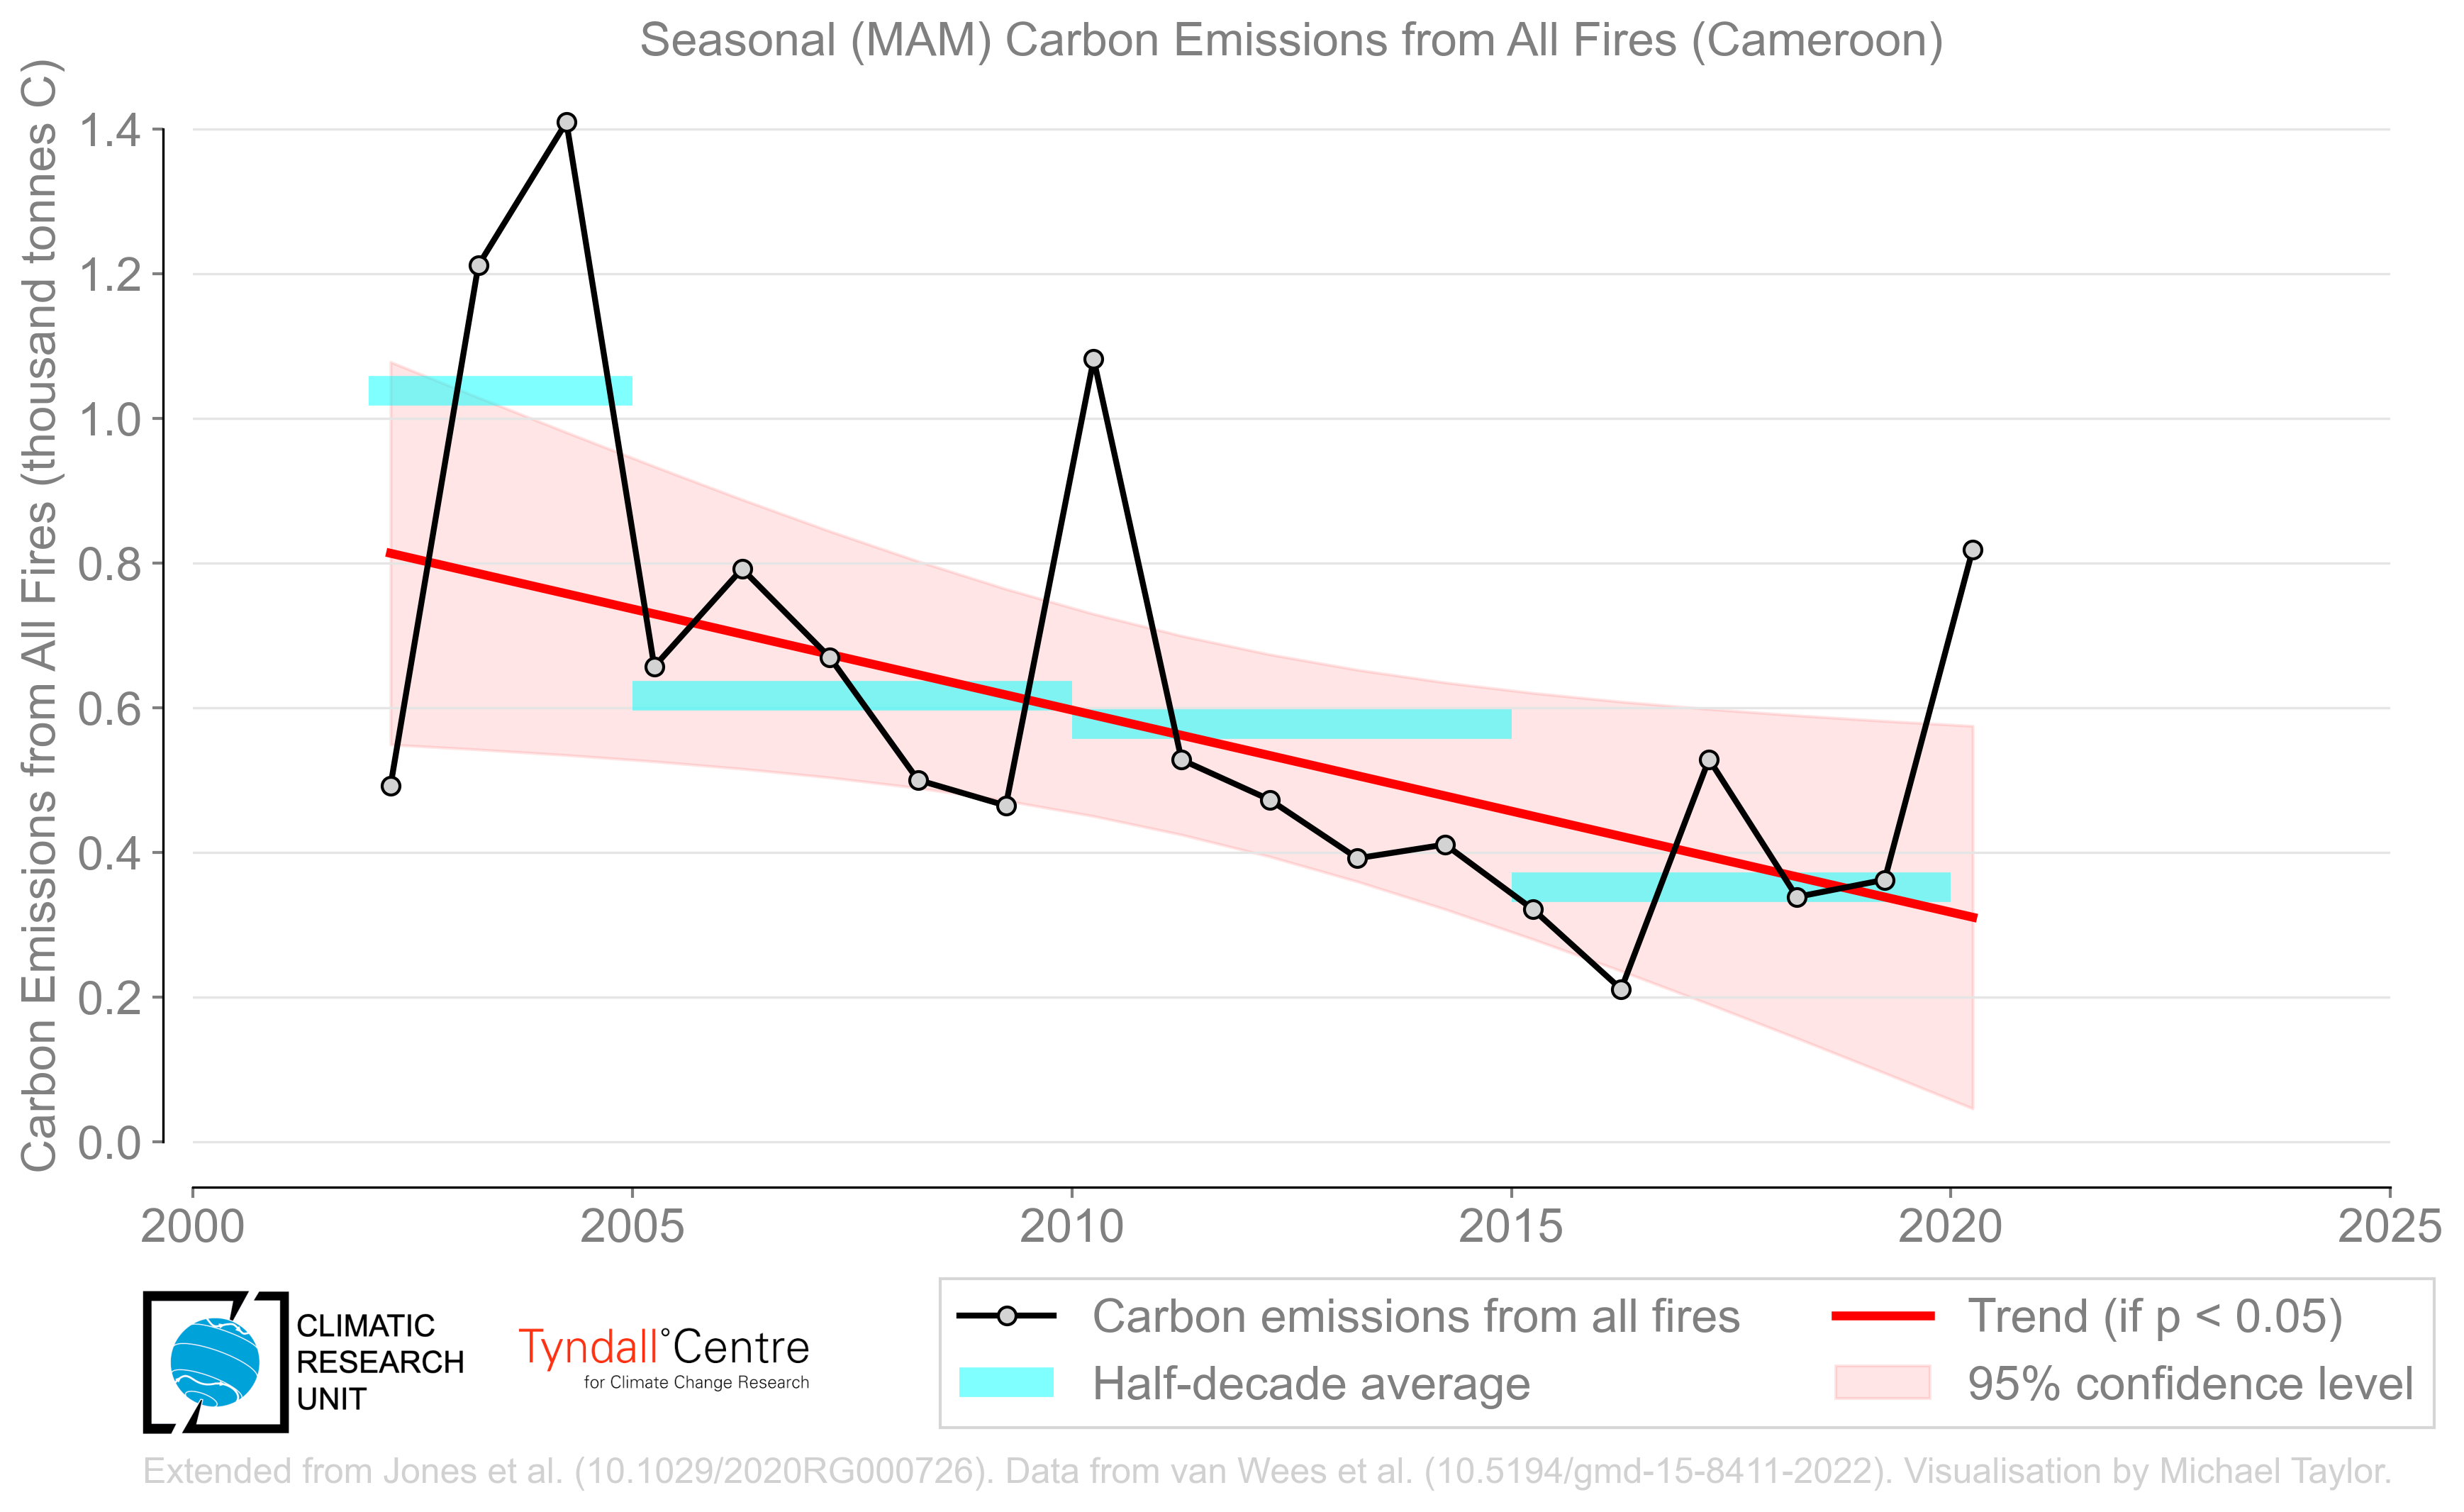 Seasonal (MAM) Carbon Emissions from All Fires (Cameroon)
Carbon Emissions from All Fires (thousand tonnes C)
1.4
1.2
1.0
0.8
0.6
0.4
0.2
0.0
2000 2005 2010 2015 2020 2025
CLIMATIC
RESEARCH
UNIT
Tyndall°Centre
for Climate Change Research
Carbon emissions from all fires
Half-decade average
Trend (if p < 0.05)
95% confidence level
Extended from Jones et al. (10.1029/2020RG000726). Data from van Wees et al. (10.5194/gmd-15-8411-2022). Visualisation by Michael Taylor.